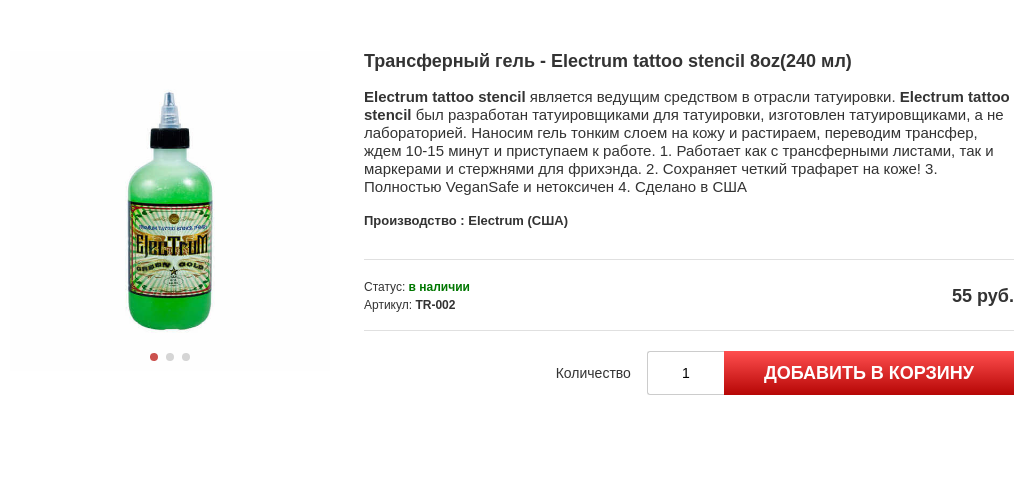 Трансферный гель - Electrum tattoo stencil 8oz(240 мл)
Electrum tattoo stencil является ведущим средством в отрасли татуировки. Electrum tattoo
stencil был разработан татуировщиками для татуировки, изготовлен татуировщиками, а не
лабораторией. Наносим гель тонким слоем на кожу и растираем, переводим трансфер,
ждем 10-15 минут и приступаем к работе. 1. Работает как с трансферными листами, так и
маркерами и стержнями для фрихэнда. 2. Сохраняет четкий трафарет на коже! 3.
Полностью VeganSafe и нетоксичен 4. Сделано в США
Производство : Electrum (США)
Статус: в наличии
Артикул: TR-002
55 руб.
Количество
1
ДОБАВИТЬ В КОРЗИНУ
ElecTruM
GREEN GOLD